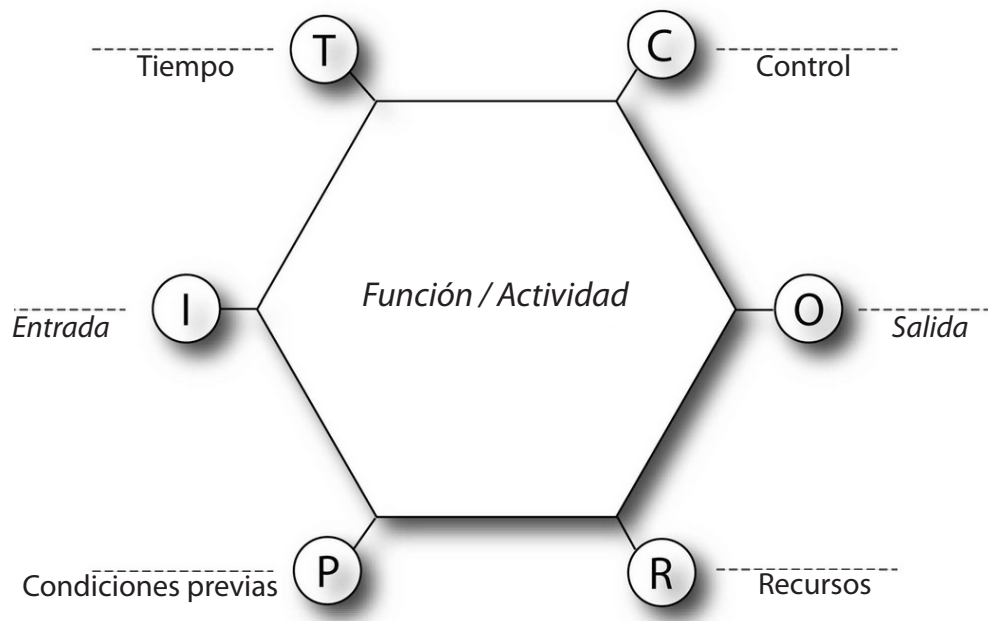 T
C
Tiempo
Control
Función / Actividad
I
O
Entrada
Salida
P
R
Condiciones previas
Recursos